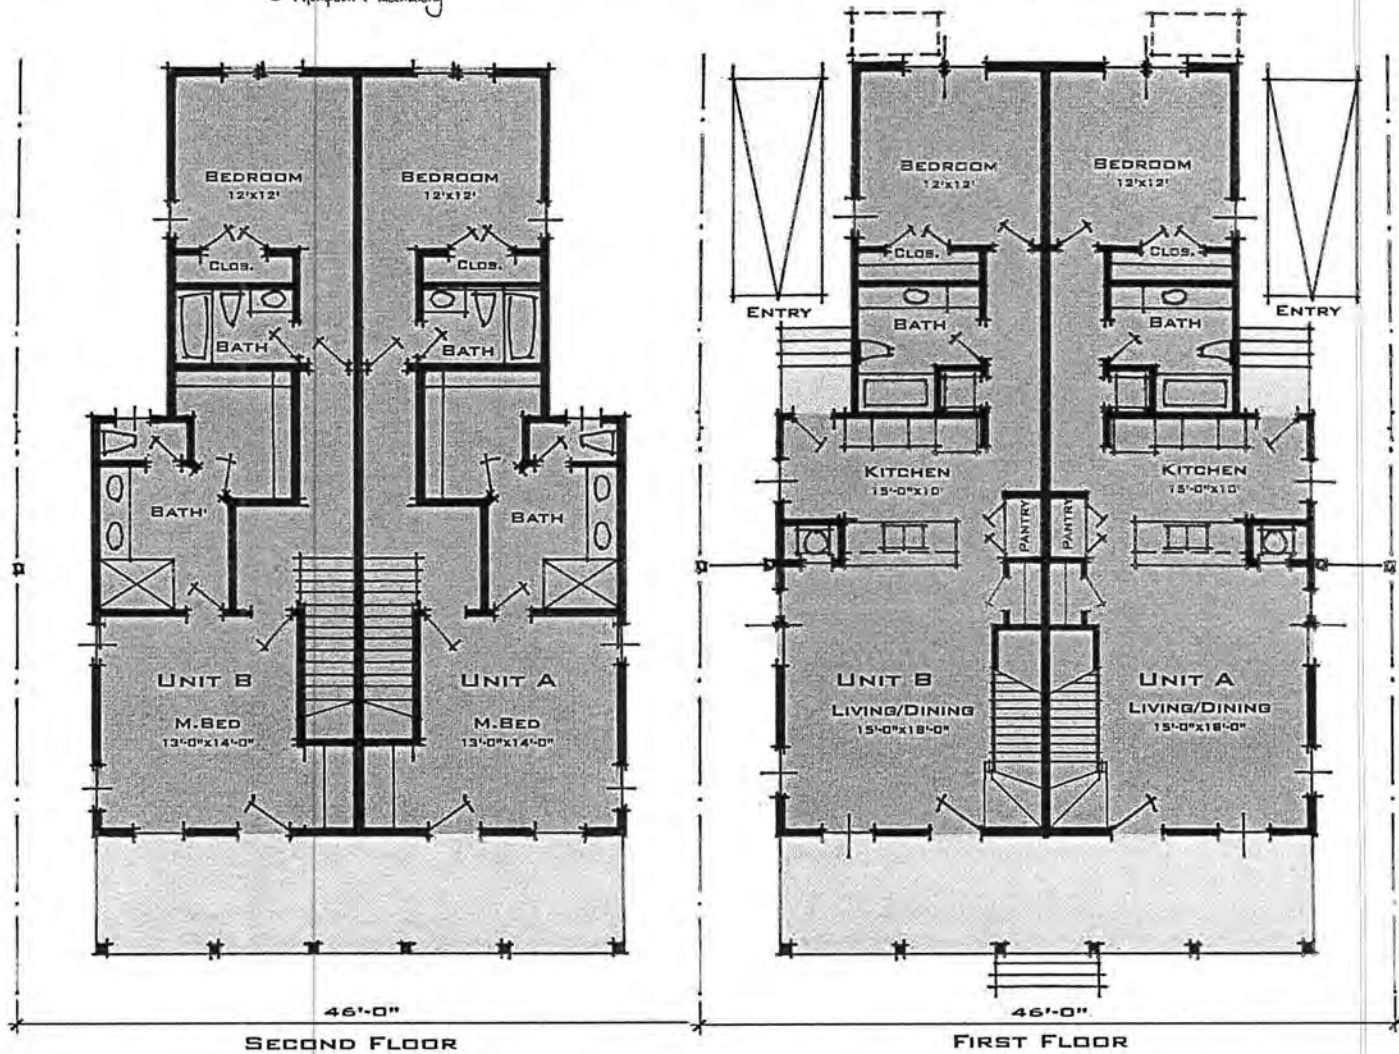 BEDROOM
12'x12'
BEDROOM
12'x12'
CLOS.
CLOS.
BATH
BATH
BATH
BATH
UNIT B
UNIT A
M.BED
13'-0"x14'-0"
M.BED
13'-0"x14'-0"
46'-0"
SECOND FLOOR
BEDROOM
12'x12'
BEDROOM
12'x12'
CLOS.
CLOS.
ENTRY
ENTRY
BATH
BATH
KITCHEN
15'-0"x10'
KITCHEN
15'-0"x10'
PANTRY
PANTRY
UNIT B
LIVING/DINING
15'-0"x18'-0"
UNIT A
LIVING/DINING
15'-0"x18'-0"
46'-0"
FIRST FLOOR